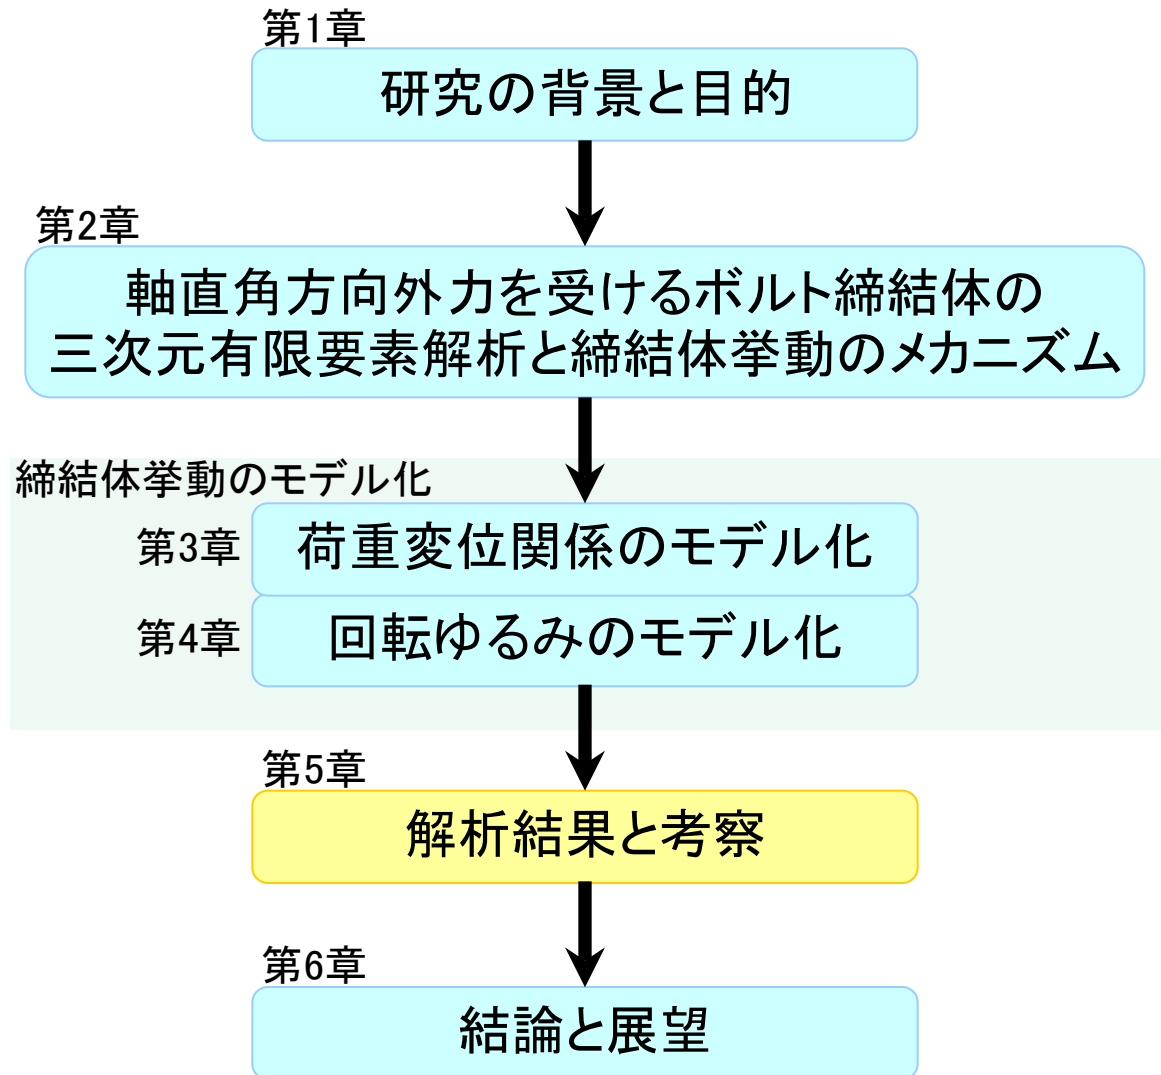 第1章
研究の背景と目的
第2章
軸直角方向外力を受けるボルト締結体の
三次元有限要素解析と締結体挙動のメカニズム
締結体挙動のモデル化
第3章
荷重変位関係のモデル化
第4章
回転ゆるみのモデル化
第5章
解析結果と考察
第6章
結論と展望